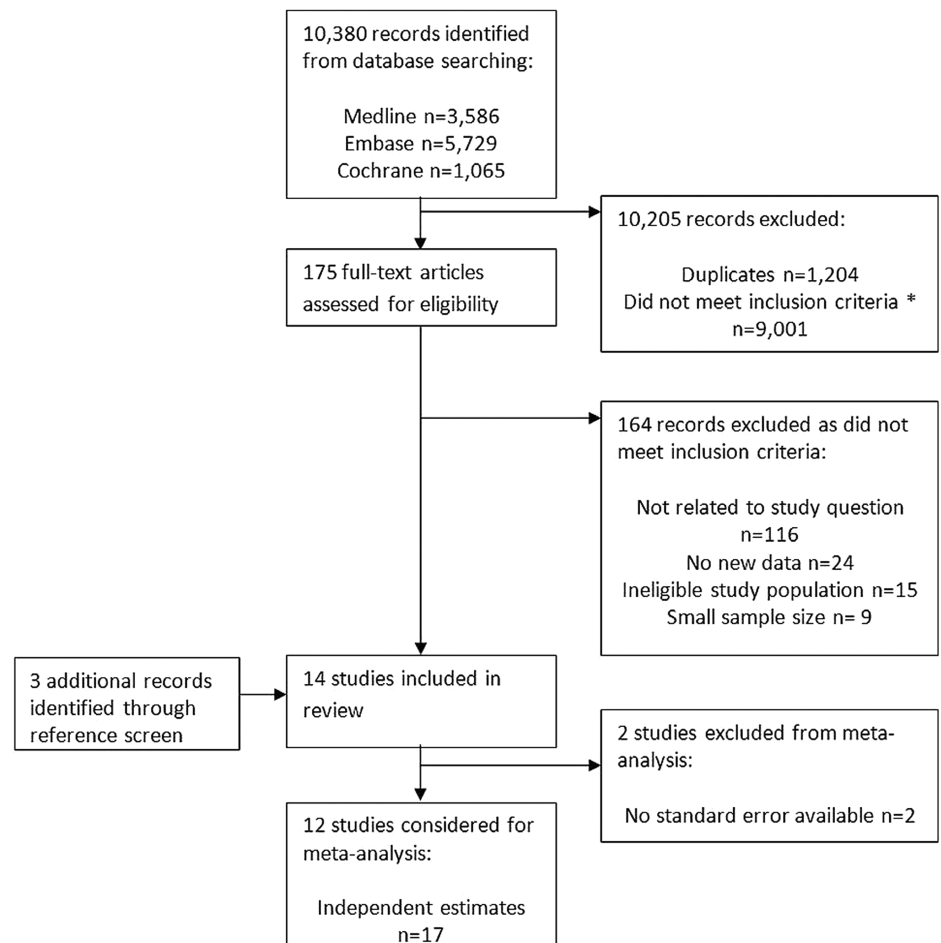 10,380 records identified
from database searching:
Medline n=3,586
Embase n=5,729
Cochrane n=1,065
10,205 records excluded:
Duplicates n=1,204
Did not meet inclusion criteria *
n=9,001
175 full-text articles
assessed for eligibility
164 records excluded as did not
meet inclusion criteria:
Not related to study question
n=116
No new data n=24
Ineligible study population n=15
Small sample size n= 9
3 additional records
identified through
reference screen
14 studies included in
review
2 studies excluded from meta-
analysis:
No standard error available n=2
12 studies considered for
meta-analysis:
Independent estimates
n=17